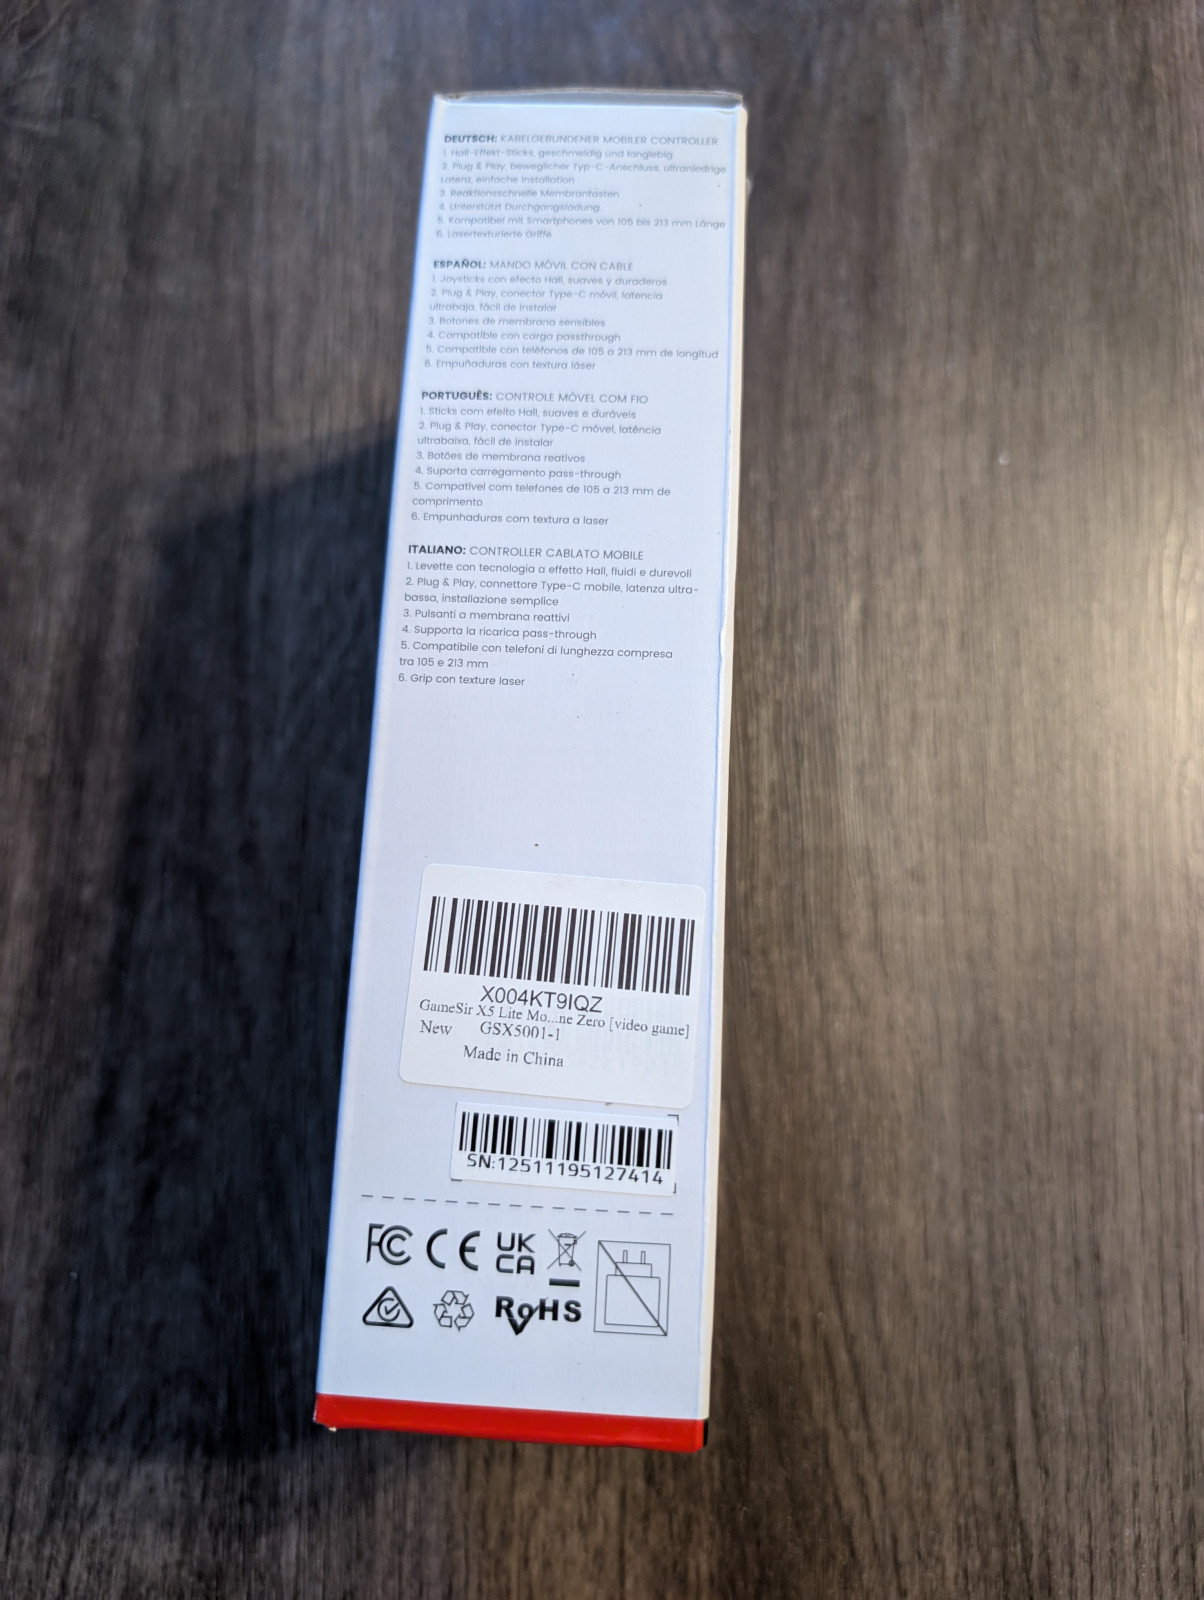 DEUTSCH: KABELGEBUNDENER MOBILER CONTROLLER
1. Hall-Effekt-Sticks, geschmeidig und langlebig
2. Plug & Play, beweglicher Typ-C-Anschluss, ultraniedrige
Latenz, einfache Installation
3. Reaktionsschnelle Membrantasten
4. Unterstützt Durchgangsladung
5. Kompatibel mit Smartphones von 105 bis 213 mm Länge
6. Lasertexturierte Griffe
ESPAÑOL: MANDO MÓVIL CON CABLE
1. Joysticks con efecto Hall, suaves y duraderos
2. Plug & Play, conector Type-C móvil, latencia
ultrabaja, fácil de instalar
3. Botones de membrana sensibles
4. Compatible con carga passthrough
5. Compatible con teléfonos de 105 a 213 mm de longitud
6. Empuñaduras con textura láser
PORTUGUÊS: CONTROLE MÓVEL COM FIO
1. Sticks com efeito Hall, suaves e duráveis
2. Plug & Play, conector Type-C móvel, latência
ultrabaixa, fácil de instalar
3. Botões de membrana reativos
4. Suporta carregamento pass-through
5. Compatível com telefones de 105 a 213 mm de
comprimento
6. Empunhaduras com textura a laser
ITALIANO: CONTROLLER CABLATO MOBILE
1. Levette con tecnologia a effetto Hall, fluidi e durevoli
2. Plug & Play, connettore Type-C mobile, latenza ultra-
bassa, installazione semplice
3. Pulsanti a membrana reattivi
4. Supporta la ricarica pass-through
5. Compatibile con telefoni di lunghezza compresa
tra 105 e 213 mm
6. Grip con texture laser
X004KT9IQZ
GameSir X5 Lite Mo...ne Zero [video game]
New GSX5001-1
Made in China
SN:12511195127414
FC CE UK
CA
RoHS